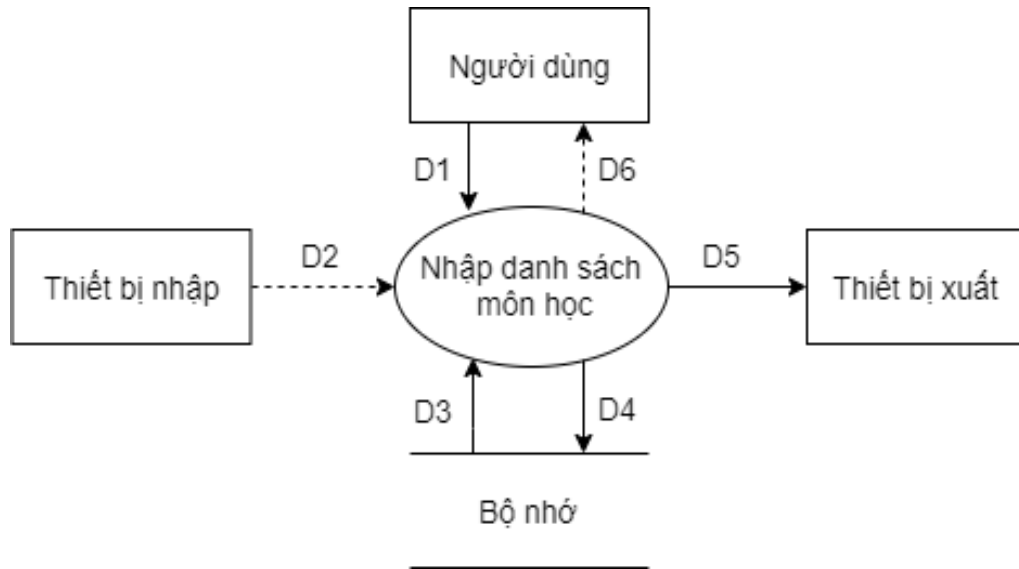 Người dùng
D1
D6
Thiết bị nhập
D2
Nhập danh sách
môn học
D5
Thiết bị xuất
D3
D4
Bộ nhớ